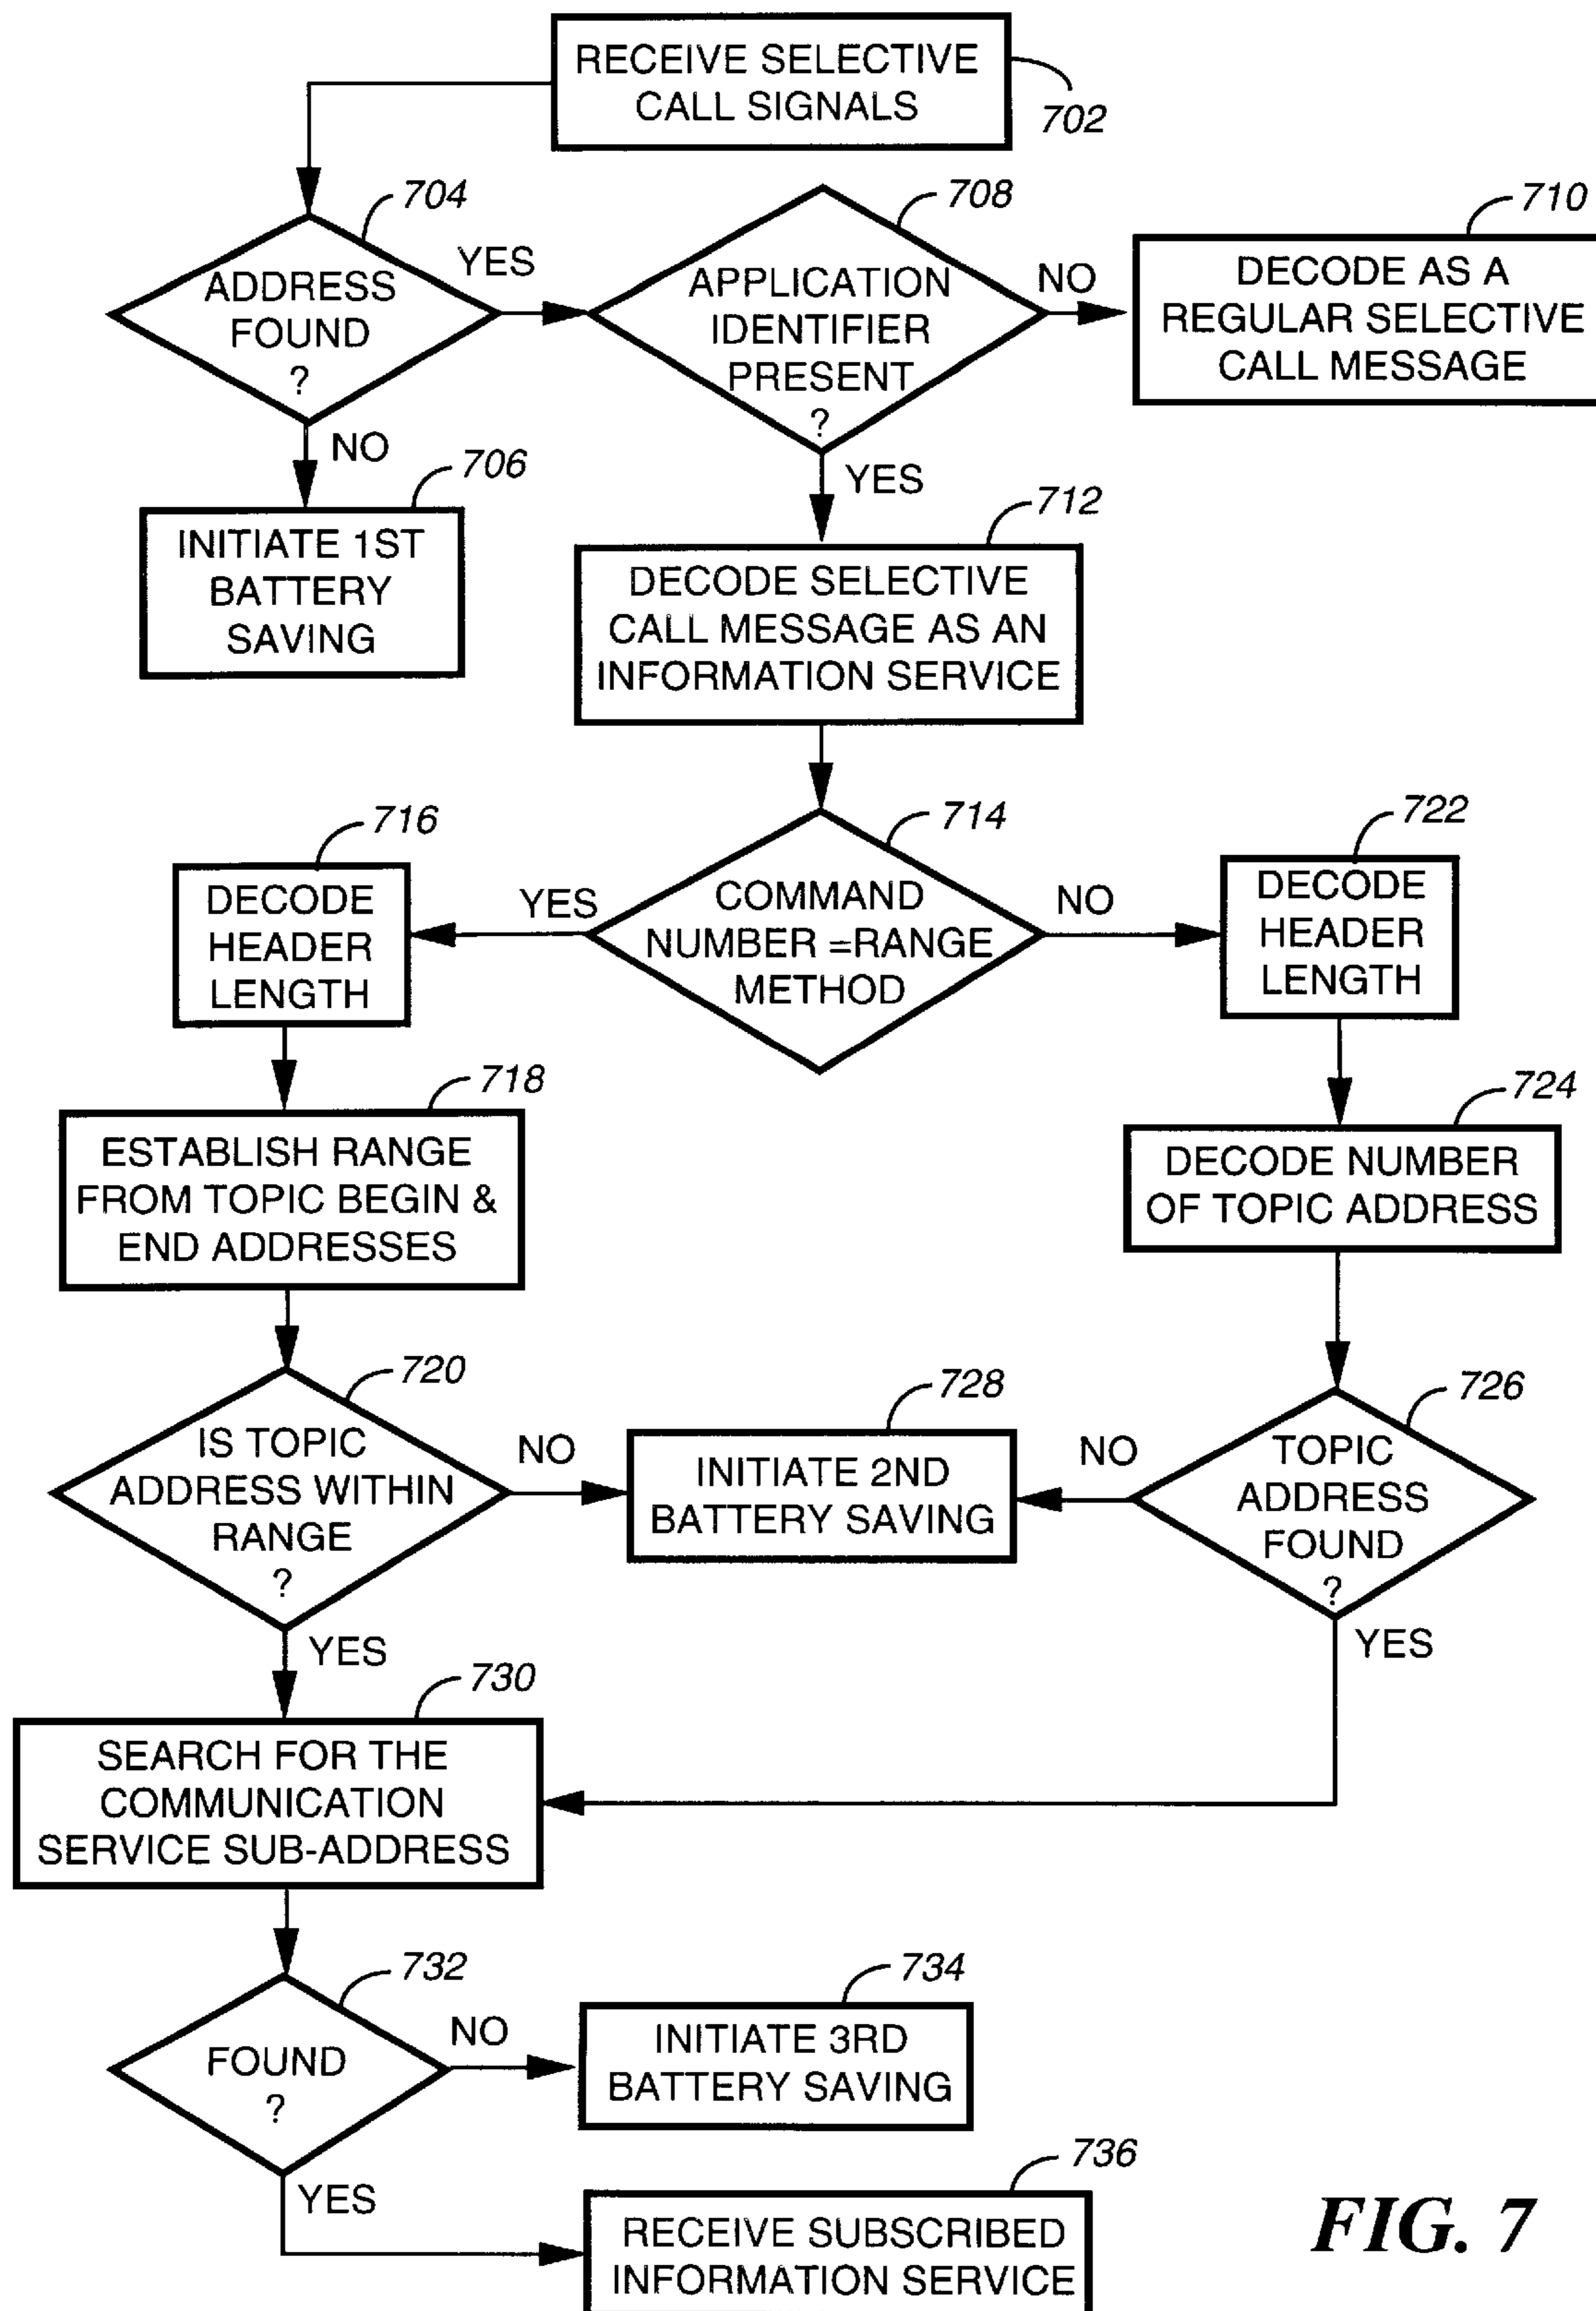 RECEIVE SELECTIVE
CALL SIGNALS
702
704
ADDRESS
FOUND
?
YES
NO
708
APPLICATION
IDENTIFIER
PRESENT
?
NO
YES
710
DECODE AS A
REGULAR SELECTIVE
CALL MESSAGE
706
INITIATE 1ST
BATTERY
SAVING
712
DECODE SELECTIVE
CALL MESSAGE AS AN
INFORMATION SERVICE
714
COMMAND
NUMBER =RANGE
METHOD
YES
NO
716
DECODE
HEADER
LENGTH
722
DECODE
HEADER
LENGTH
718
ESTABLISH RANGE
FROM TOPIC BEGIN &
END ADDRESSES
724
DECODE NUMBER
OF TOPIC ADDRESS
720
IS TOPIC
ADDRESS WITHIN
RANGE
?
NO
YES
728
INITIATE 2ND
BATTERY SAVING
726
TOPIC
ADDRESS
FOUND
?
NO
YES
730
SEARCH FOR THE
COMMUNICATION
SERVICE SUB-ADDRESS
732
FOUND
?
NO
YES
734
INITIATE 3RD
BATTERY SAVING
736
RECEIVE SUBSCRIBED
INFORMATION SERVICE
FIG. 7